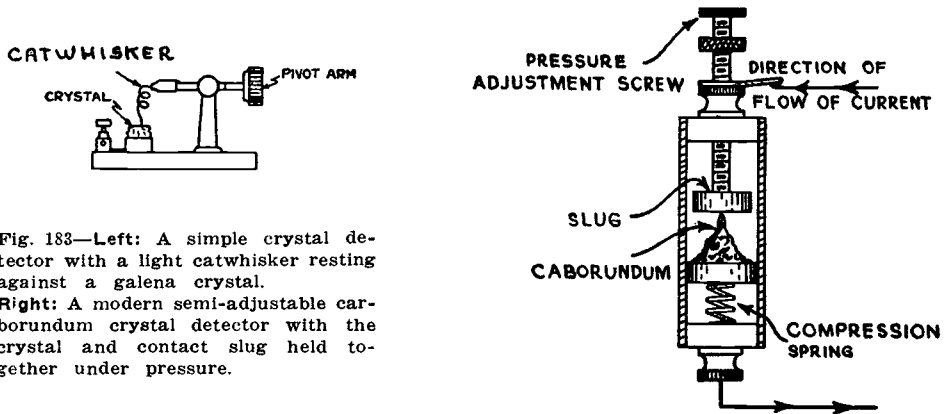 CATWHISKER
CRYSTAL
PIVOT ARM
Fig. 183—Left: A simple crystal de-
tector with a light catwhisker resting
against a galena crystal.
Right: A modern semi-adjustable car-
borundum crystal detector with the
crystal and contact slug held to-
gether under pressure.
PRESSURE
ADJUSTMENT SCREW
DIRECTION OF
FLOW OF CURRENT
SLUG
CABORUNDUM
COMPRESSION
SPRING